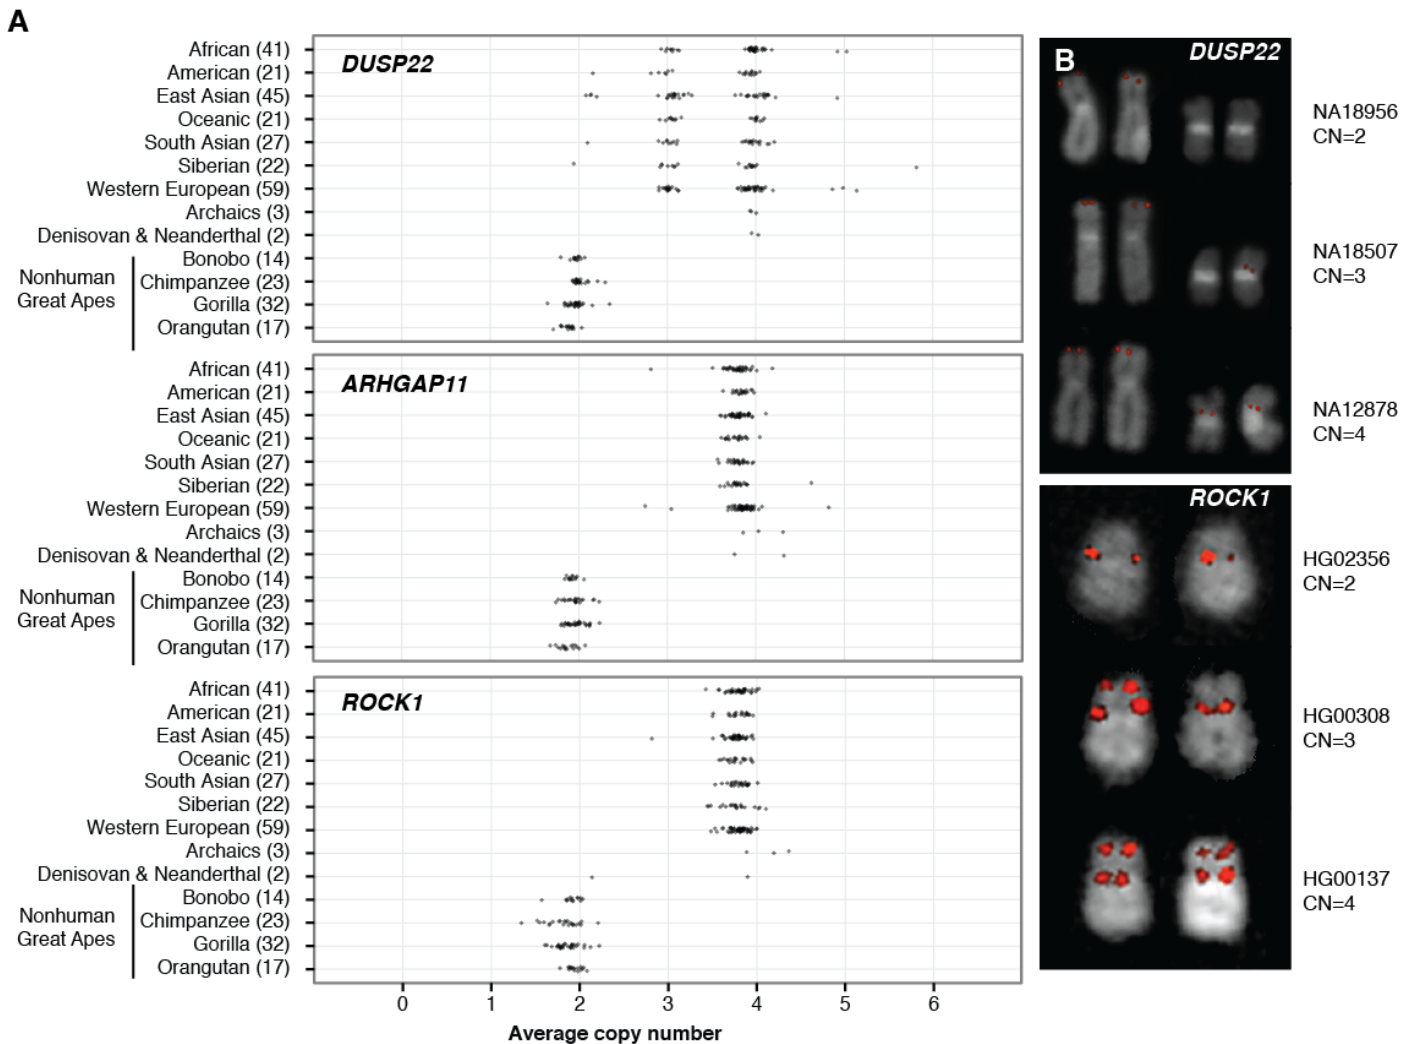 A
DUSP22
African (41)
American (21)
East Asian (45)
Oceanic (21)
South Asian (27)
Siberian (22)
Western European (59)
Archaics (3)
Denisovan & Neanderthal (2)
Nonhuman
Great Apes
Bonobo (14)
Chimpanzee (23)
Gorilla (32)
Orangutan (17)
ARHGAP11
African (41)
American (21)
East Asian (45)
Oceanic (21)
South Asian (27)
Siberian (22)
Western European (59)
Archaics (3)
Denisovan & Neanderthal (2)
Nonhuman
Great Apes
Bonobo (14)
Chimpanzee (23)
Gorilla (32)
Orangutan (17)
ROCK1
African (41)
American (21)
East Asian (45)
Oceanic (21)
South Asian (27)
Siberian (22)
Western European (59)
Archaics (3)
Denisovan & Neanderthal (2)
Nonhuman
Great Apes
Bonobo (14)
Chimpanzee (23)
Gorilla (32)
Orangutan (17)
0 1 2 3 4 5 6
Average copy number
B
DUSP22
NA18956
CN=2
NA18507
CN=3
NA12878
CN=4
ROCK1
HG02356
CN=2
HG00308
CN=3
HG00137
CN=4